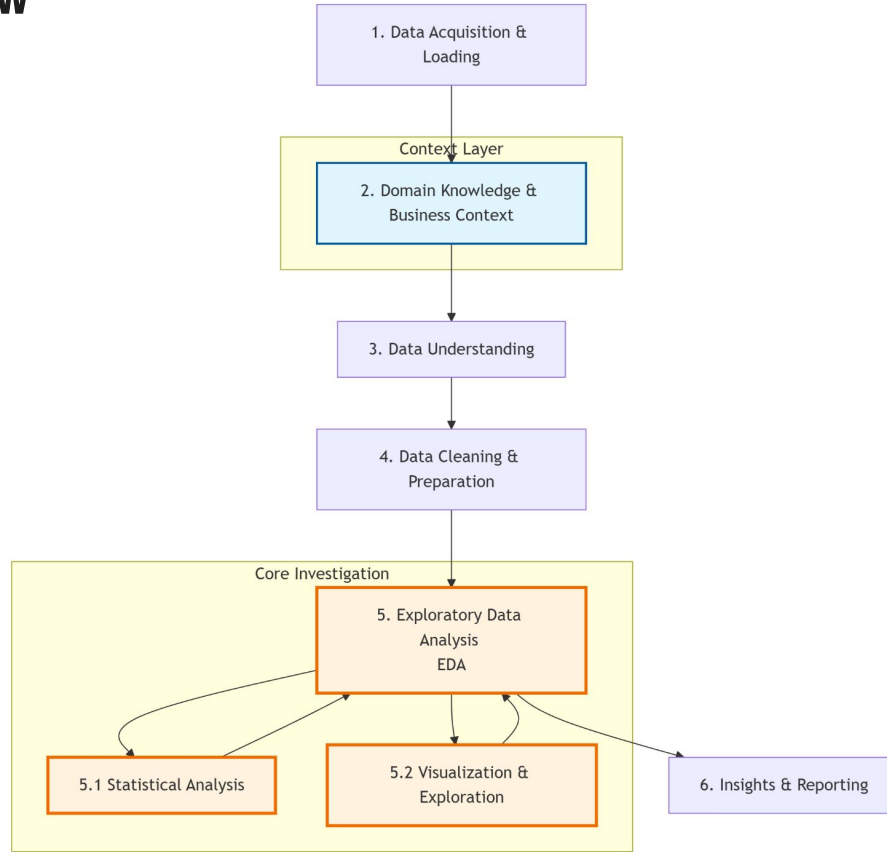 W
1. Data Acquisition &
Loading
Context Layer
2. Domain Knowledge &
Business Context
3. Data Understanding
4. Data Cleaning &
Preparation
Core Investigation
5. Exploratory Data
Analysis
EDA
5.1 Statistical Analysis
5.2 Visualization &
Exploration
6. Insights & Reporting